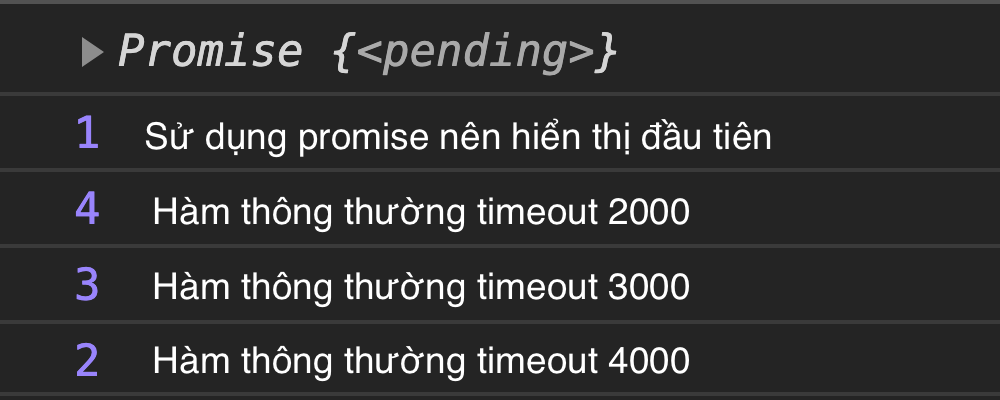 Promise {<pending>}
1 Sử dụng promise nên hiển thị đầu tiên
4 Hàm thông thường timeout 2000
3 Hàm thông thường timeout 3000
2 Hàm thông thường timeout 4000